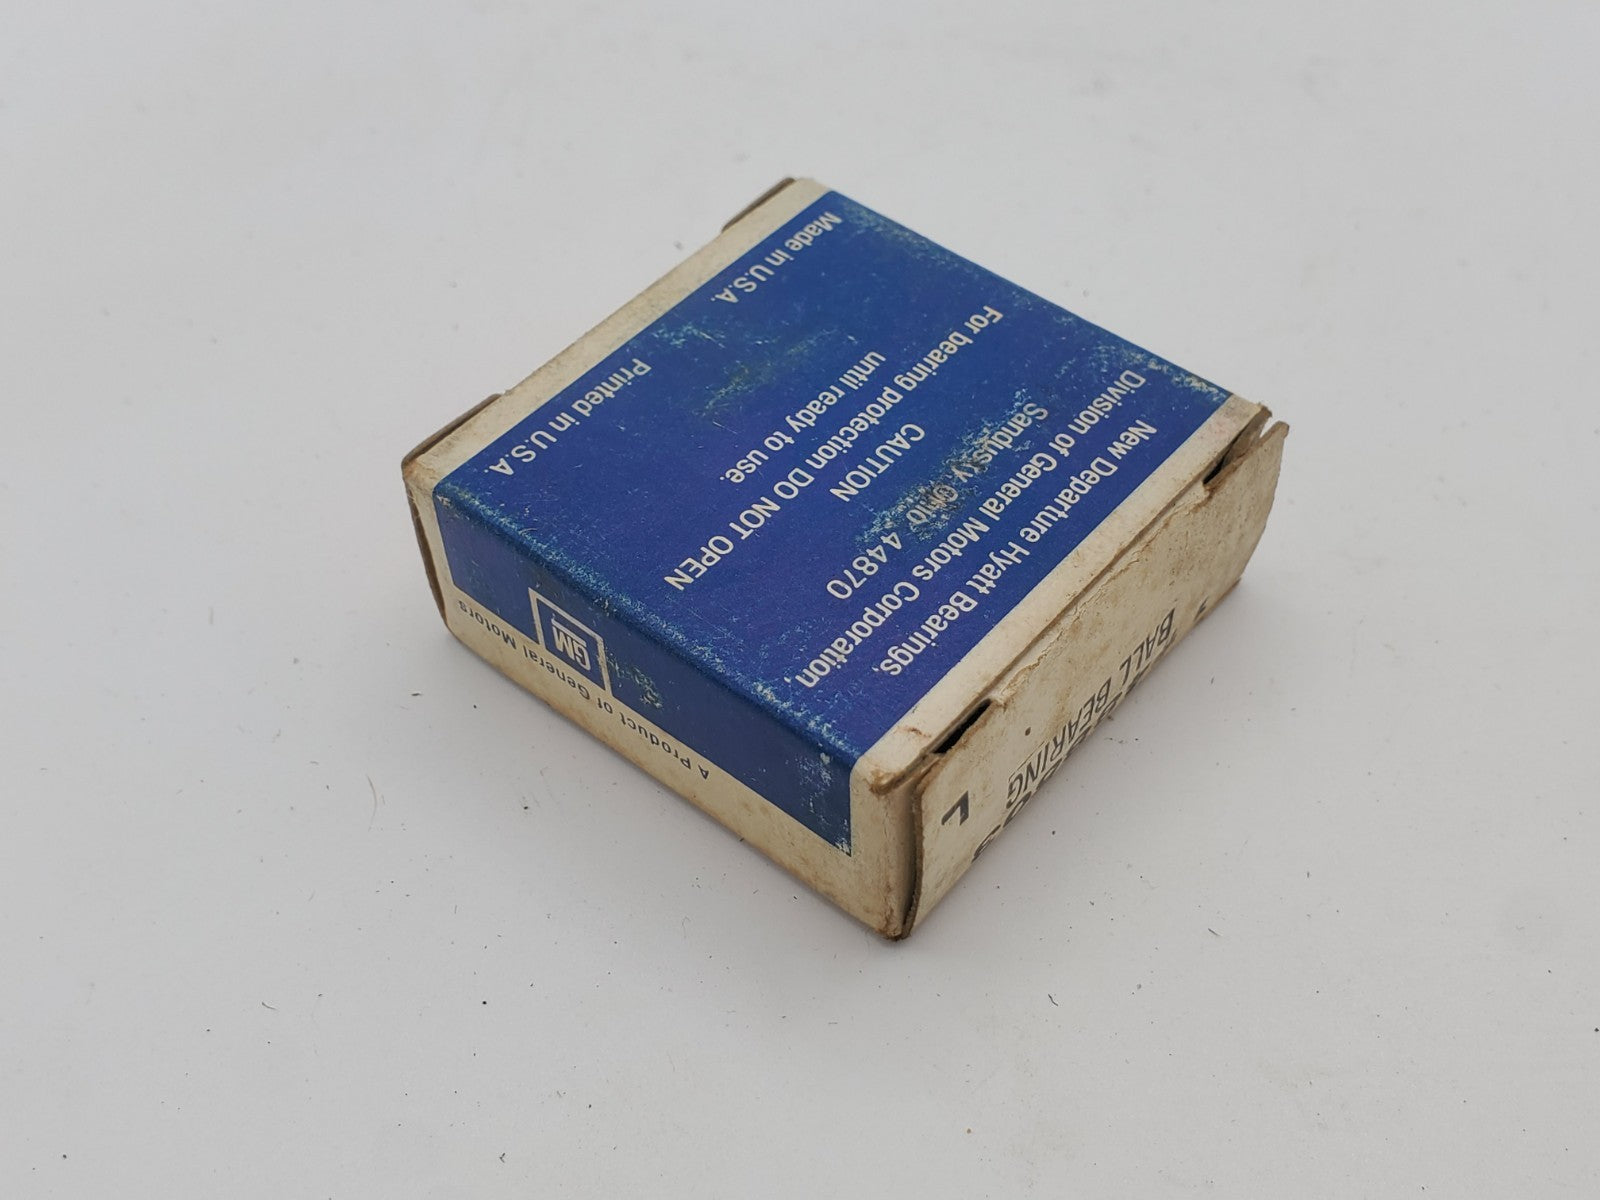 New Departure Hyatt Bearings.
Division of General Motors Corporation,
Sandusky Ohio 44870
CAUTION
For bearing protection DO NOT OPEN
until ready to use.
Made in U.S.A.
Printed in U.S.A.
GM
A Product of General Motors
BALL BEARING
L